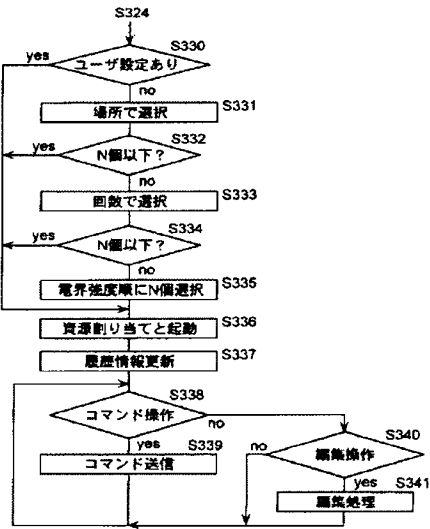 S324
S330
yes
ユーザ設定あり
no
場所で選択
S331
S332
yes
N個以下？
no
回数で選択
S333
S334
yes
N個以下？
no
電界強度順にN個選択
S335
資源割り当てと起動
S336
履歴情報更新
S337
S338
コマンド操作
no
yes
S339
コマンド送信
S340
no
編集操作
yes
S341
編集処理